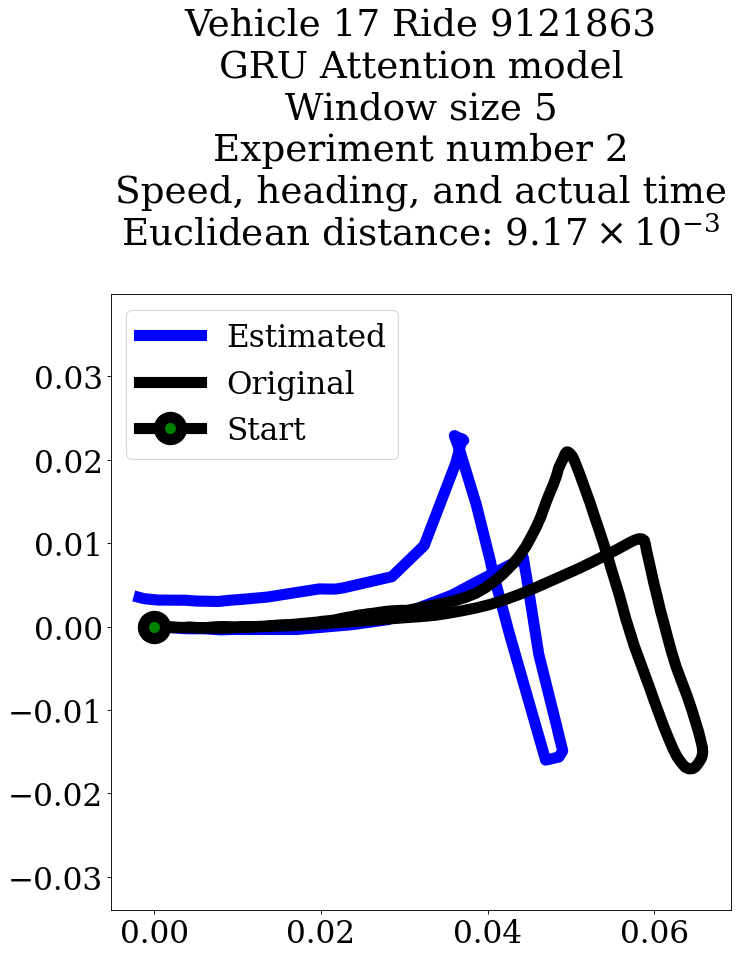 Vehicle 17 Ride 9121863
GRU Attention model
Window size 5
Experiment number 2
Speed, heading, and actual time
Euclidean distance: 9.17 × 10⁻³
Estimated
Original
Start
0.03
0.02
0.01
0.00
−0.01
−0.02
−0.03
0.00 0.02 0.04 0.06